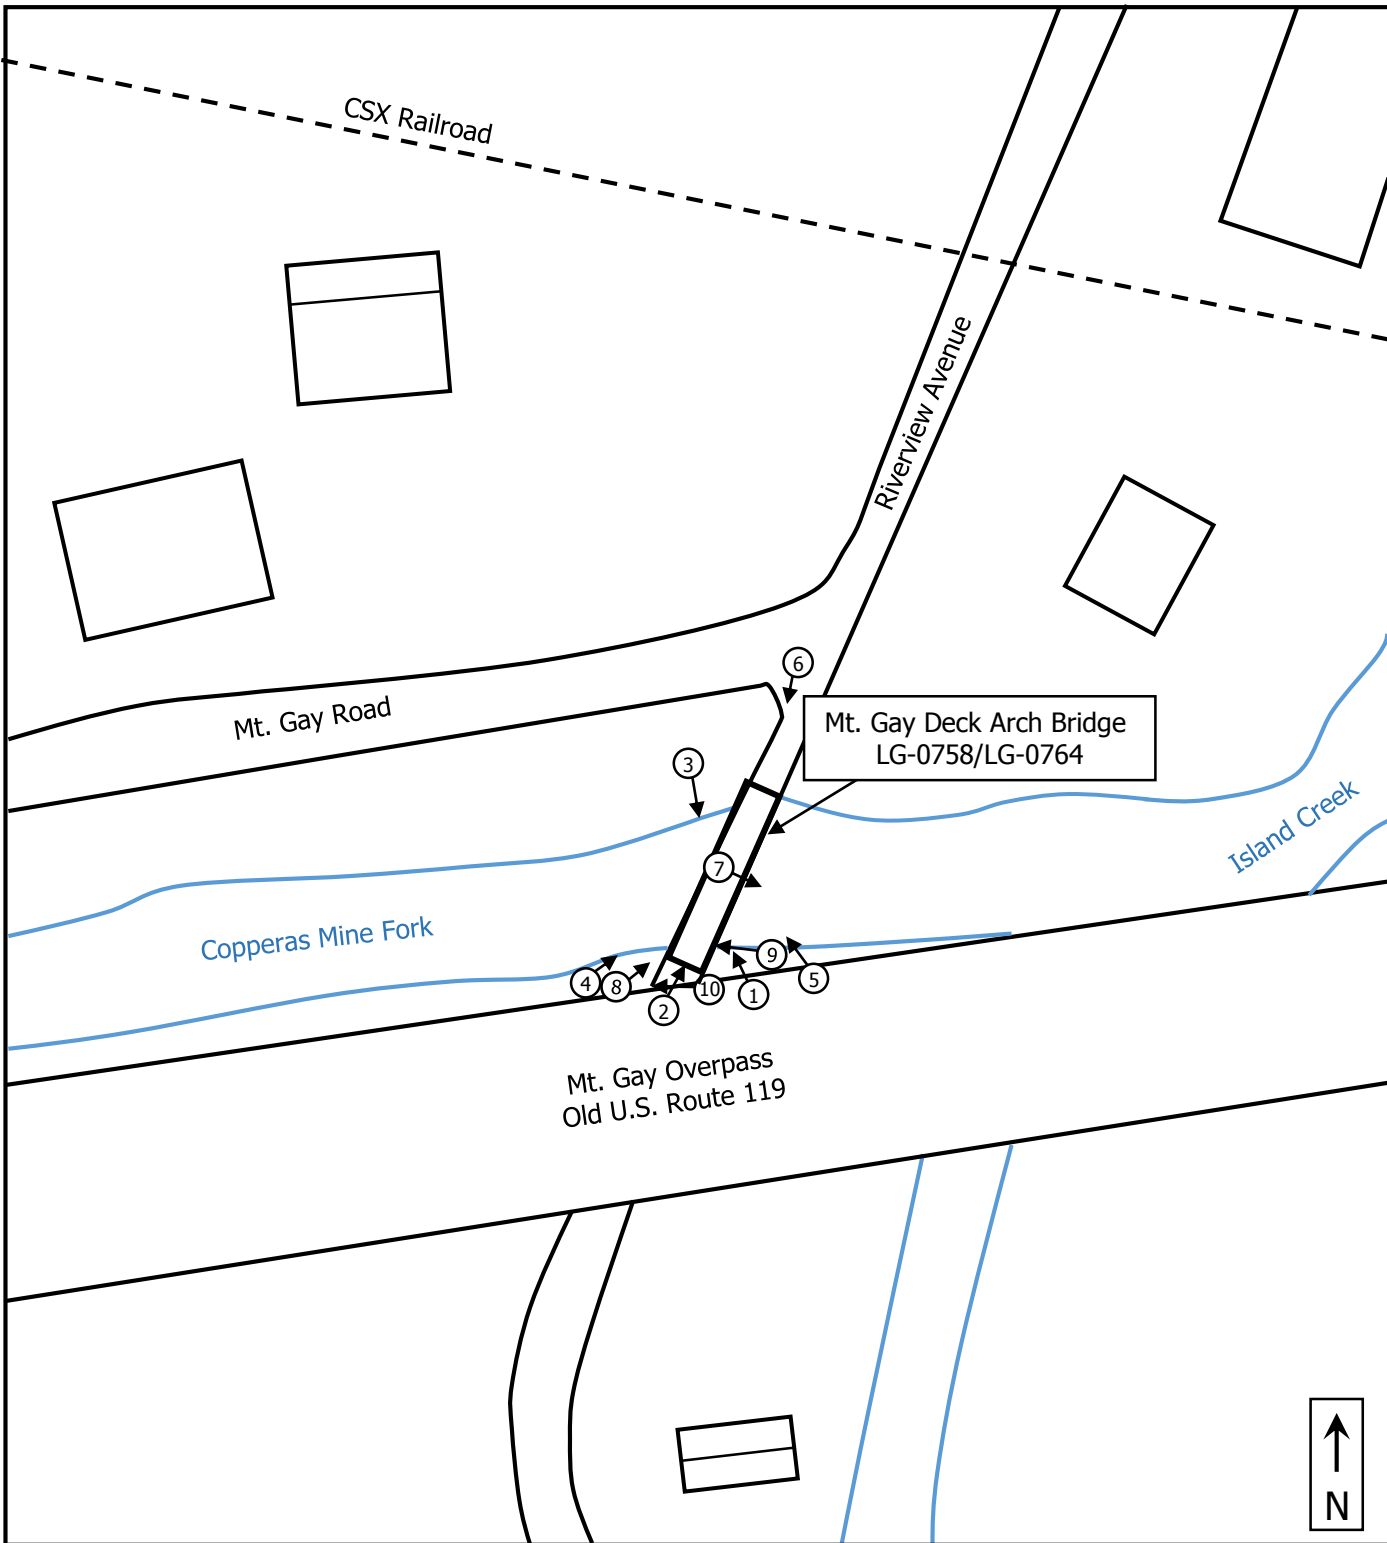 CSX Railroad
Riverview Avenue
6
Mt. Gay Road
Mt. Gay Deck Arch Bridge
LG-0758/LG-0764
3
Island Creek
7
Copperas Mine Fork
9
4
8
5
10
1
2
Mt. Gay Overpass
Old U.S. Route 119
N